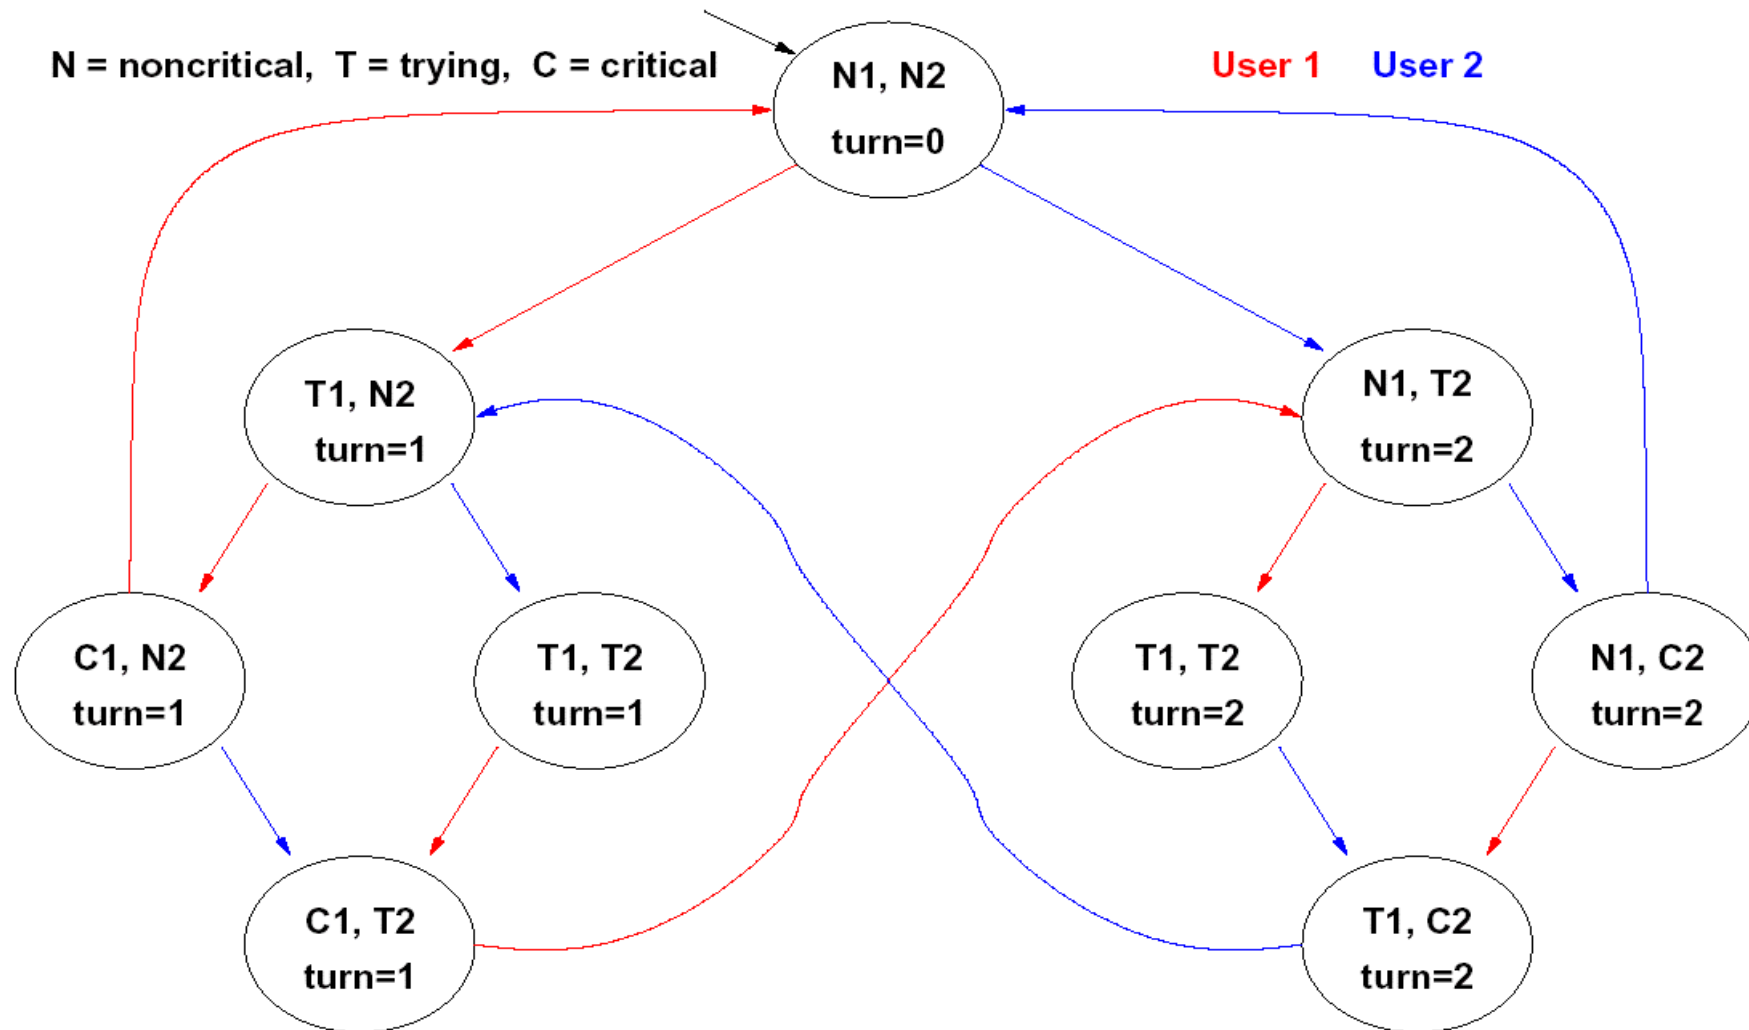 N = noncritical, T = trying, C = critical
User 1 User 2
N1, N2
turn=0
T1, N2
turn=1
N1, T2
turn=2
C1, N2
turn=1
T1, T2
turn=1
T1, T2
turn=2
N1, C2
turn=2
C1, T2
turn=1
T1, C2
turn=2